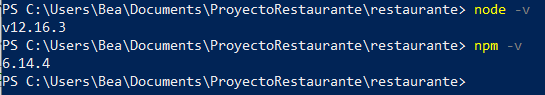 PS C:\Users\Bea\Documents\ProyectoRestaurante\restaurante> node -v
v12.16.3
PS C:\Users\Bea\Documents\ProyectoRestaurante\restaurante> npm -v
6.14.4
PS C:\Users\Bea\Documents\ProyectoRestaurante\restaurante>